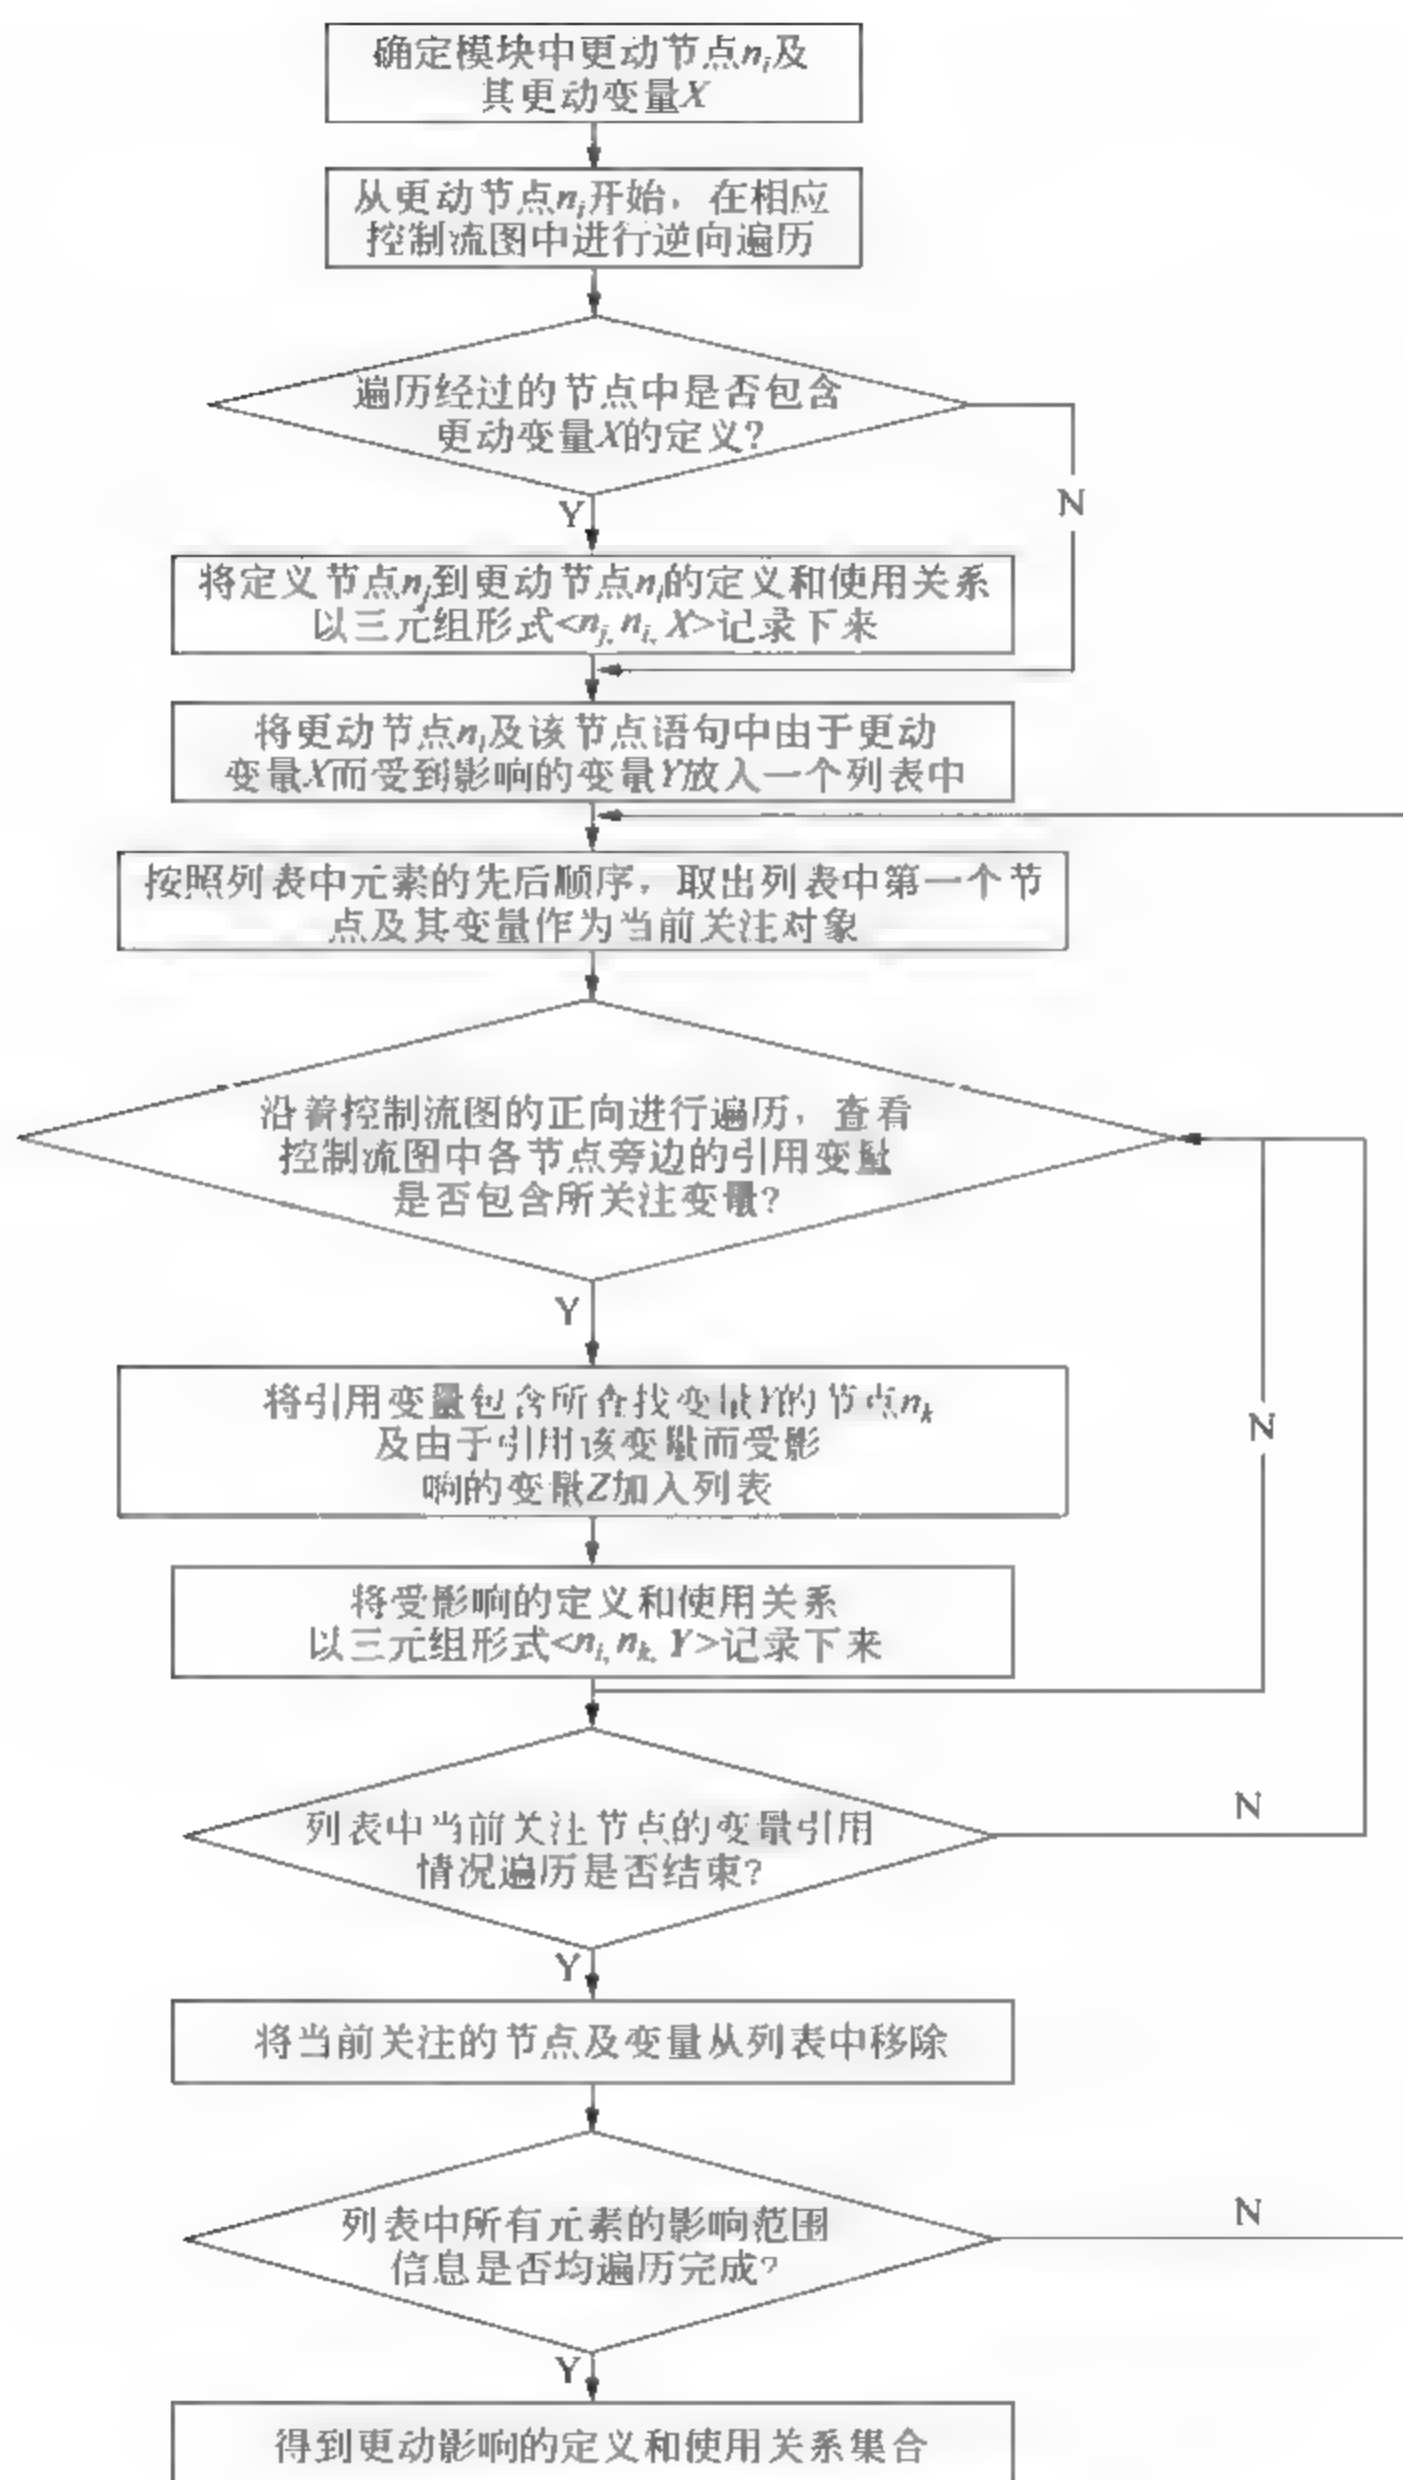 确定模块中更动节点nᵢ及
其更动变量X
从更动节点nᵢ开始，在相应
控制流图中进行逆向遍历
遍历经过的节点中是否包含
更动变量X的定义?
N
Y
将定义节点nⱼ到更动节点nᵢ的定义和使用关系
以三元组形式<nⱼ, nᵢ, X>记录下来
将更动节点nᵢ及该节点语句中由于更动
变量X而受到影响的变量Y放入一个列表中
按照列表中元素的先后顺序，取出列表中第一个节
点及其变量作为当前关注对象
沿着控制流图的正向进行遍历，查看
控制流图中各节点旁边的引用变量
是否包含所关注变量?
Y
将引用变量包含所查找变量Y的节点nₖ
及由于引用该变量而受影
响的变量Z加入列表
N
将受影响的定义和使用关系
以三元组形式<nᵢ, nₖ, Y>记录下来
列表中当前关注节点的变量引用
情况遍历是否结束?
N
Y
将当前关注的节点及变量从列表中移除
列表中所有元素的影响范围
信息是否均遍历完成?
N
Y
得到更动影响的定义和使用关系集合